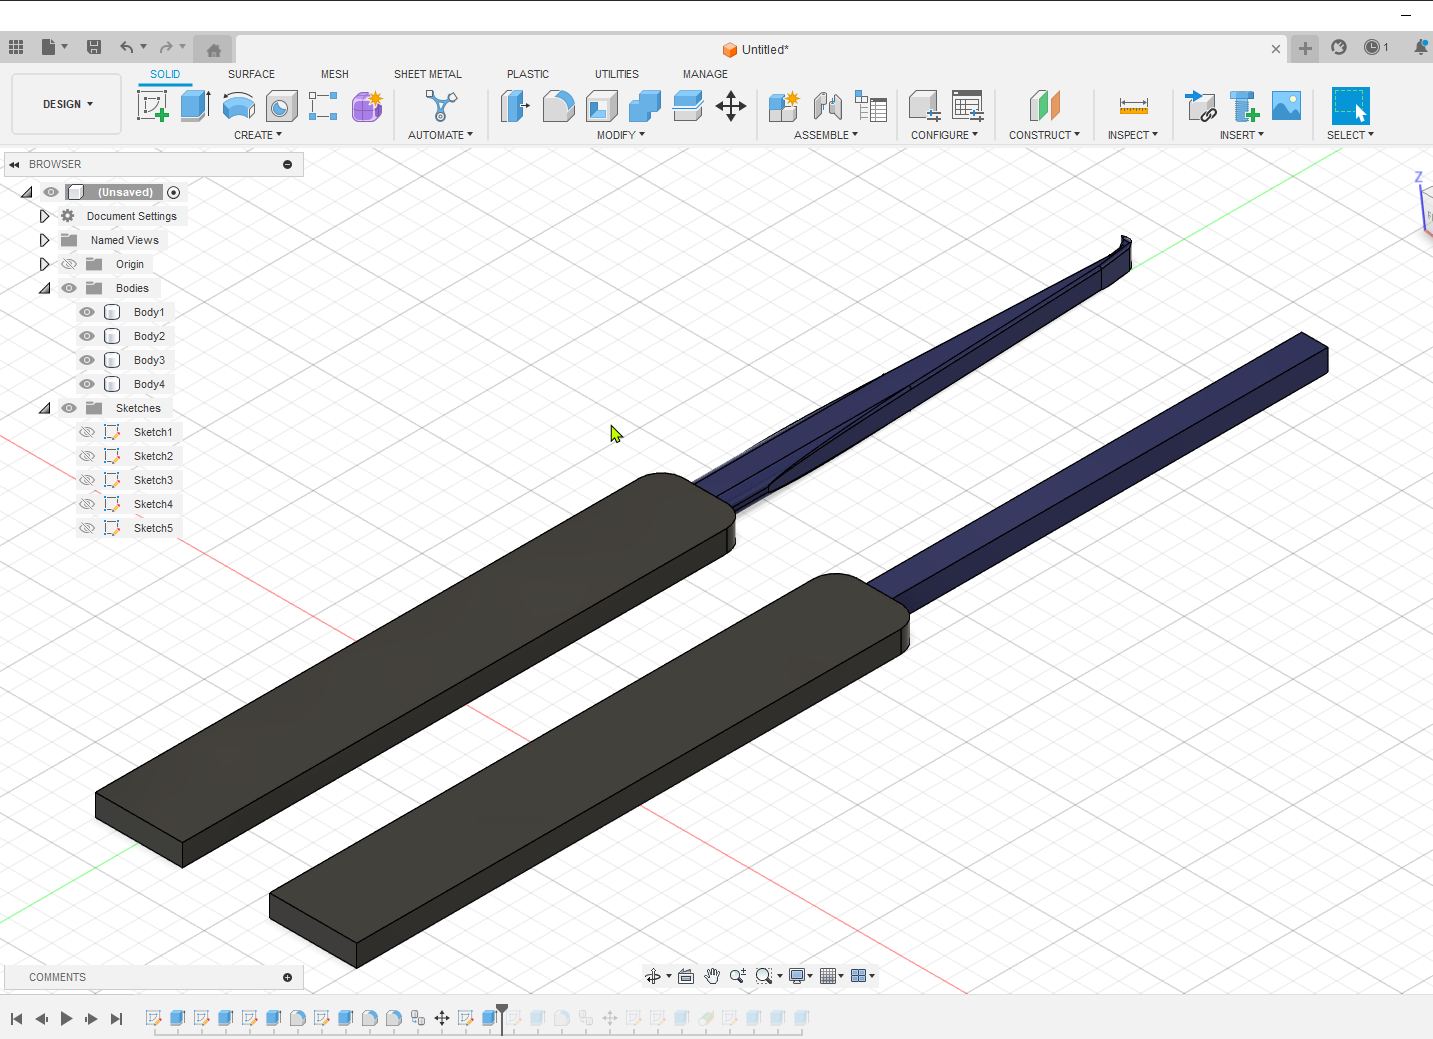 Untitled*
1
DESIGN
SOLID SURFACE MESH SHEET METAL PLASTIC UTILITIES MANAGE
CREATE AUTOMATE MODIFY ASSEMBLE CONFIGURE CONSTRUCT INSPECT INSERT SELECT
BROWSER
(Unsaved)
Document Settings
Named Views
Origin
Bodies
Body1
Body2
Body3
Body4
Sketches
Sketch1
Sketch2
Sketch3
Sketch4
Sketch5
Z
COMMENTS